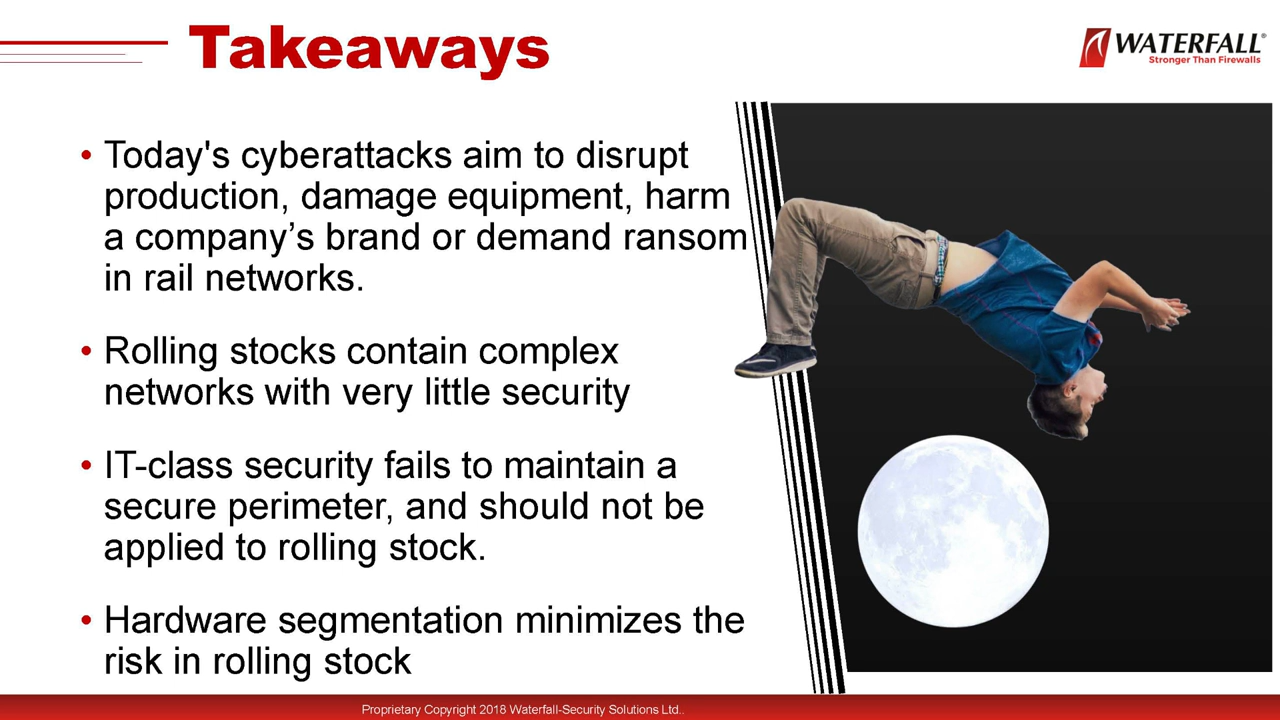 Takeaways
WATERFALL®
Stronger Than Firewalls
• Today's cyberattacks aim to disrupt
production, damage equipment, harm
a company’s brand or demand ransom
in rail networks.
• Rolling stocks contain complex
networks with very little security
• IT-class security fails to maintain a
secure perimeter, and should not be
applied to rolling stock.
• Hardware segmentation minimizes the
risk in rolling stock
Proprietary Copyright 2018 Waterfall-Security Solutions Ltd..